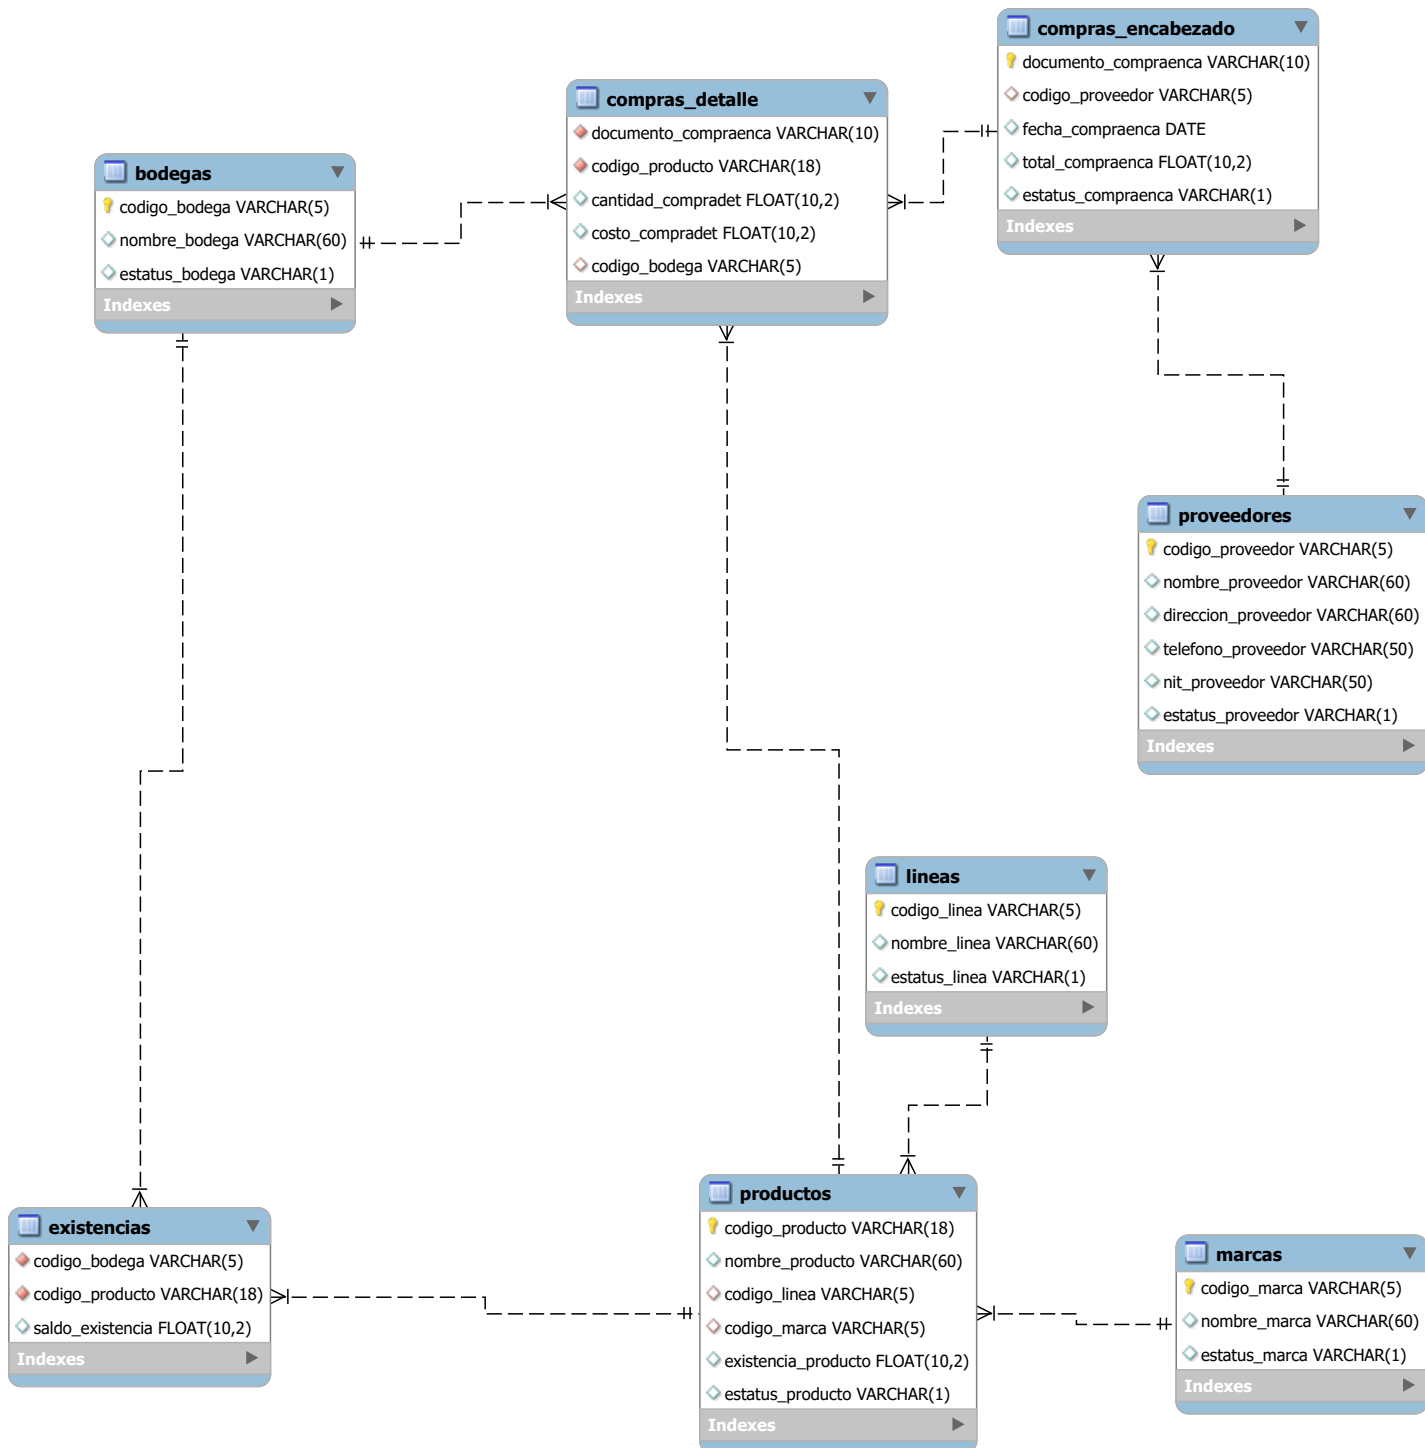 compras_encabezado
documento_compraenca VARCHAR(10)
codigo_proveedor VARCHAR(5)
fecha_compraenca DATE
total_compraenca FLOAT(10,2)
estatus_compraenca VARCHAR(1)
Indexes
compras_detalle
documento_compraenca VARCHAR(10)
codigo_producto VARCHAR(18)
cantidad_compradet FLOAT(10,2)
costo_compradet FLOAT(10,2)
codigo_bodega VARCHAR(5)
Indexes
bodegas
codigo_bodega VARCHAR(5)
nombre_bodega VARCHAR(60)
estatus_bodega VARCHAR(1)
Indexes
proveedores
codigo_proveedor VARCHAR(5)
nombre_proveedor VARCHAR(60)
direccion_proveedor VARCHAR(60)
telefono_proveedor VARCHAR(50)
nit_proveedor VARCHAR(50)
estatus_proveedor VARCHAR(1)
Indexes
lineas
codigo_linea VARCHAR(5)
nombre_linea VARCHAR(60)
estatus_linea VARCHAR(1)
Indexes
productos
codigo_producto VARCHAR(18)
nombre_producto VARCHAR(60)
codigo_linea VARCHAR(5)
codigo_marca VARCHAR(5)
existencia_producto FLOAT(10,2)
estatus_producto VARCHAR(1)
Indexes
existencias
codigo_bodega VARCHAR(5)
codigo_producto VARCHAR(18)
saldo_existencia FLOAT(10,2)
Indexes
marcas
codigo_marca VARCHAR(5)
nombre_marca VARCHAR(60)
estatus_marca VARCHAR(1)
Indexes